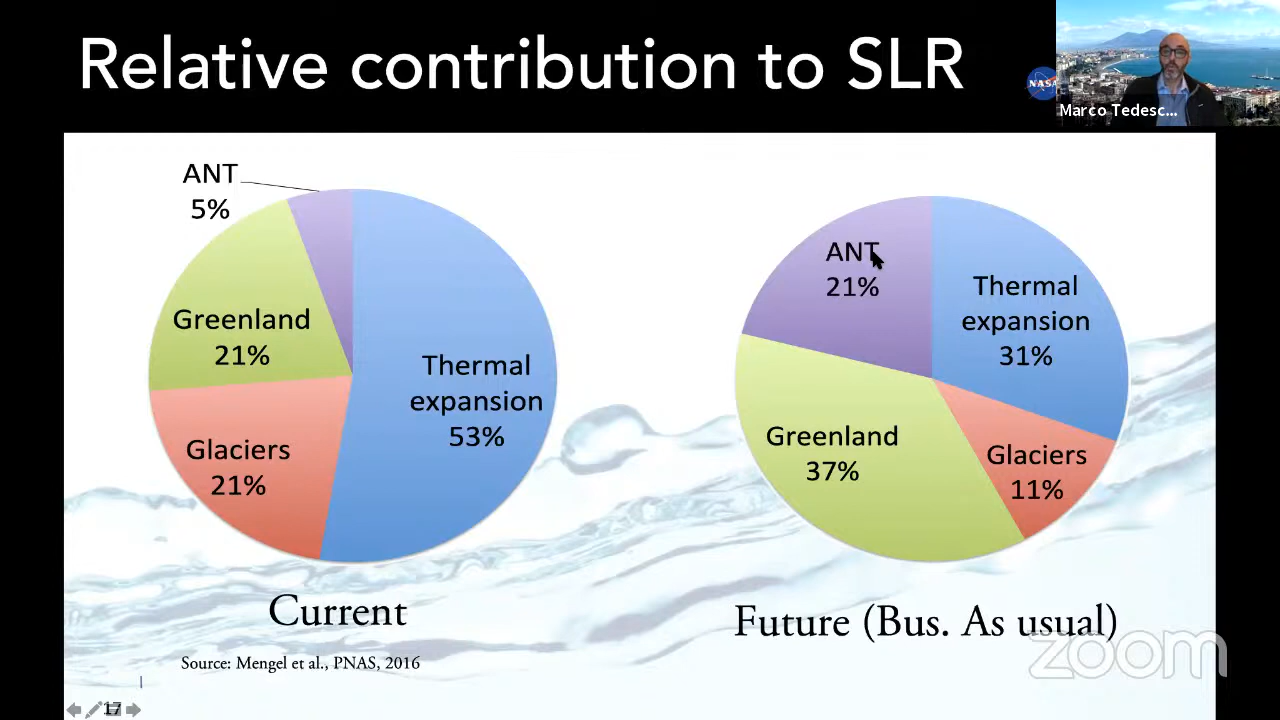 Relative contribution to SLR
NASA
Marco Tedesc...
ANT
5%
Greenland
21%
Glaciers
21%
Thermal
expansion
53%
Current
Source: Mengel et al., PNAS, 2016
ANT
21%
Thermal
expansion
31%
Greenland
37%
Glaciers
11%
Future (Bus. As usual)
zoom
17